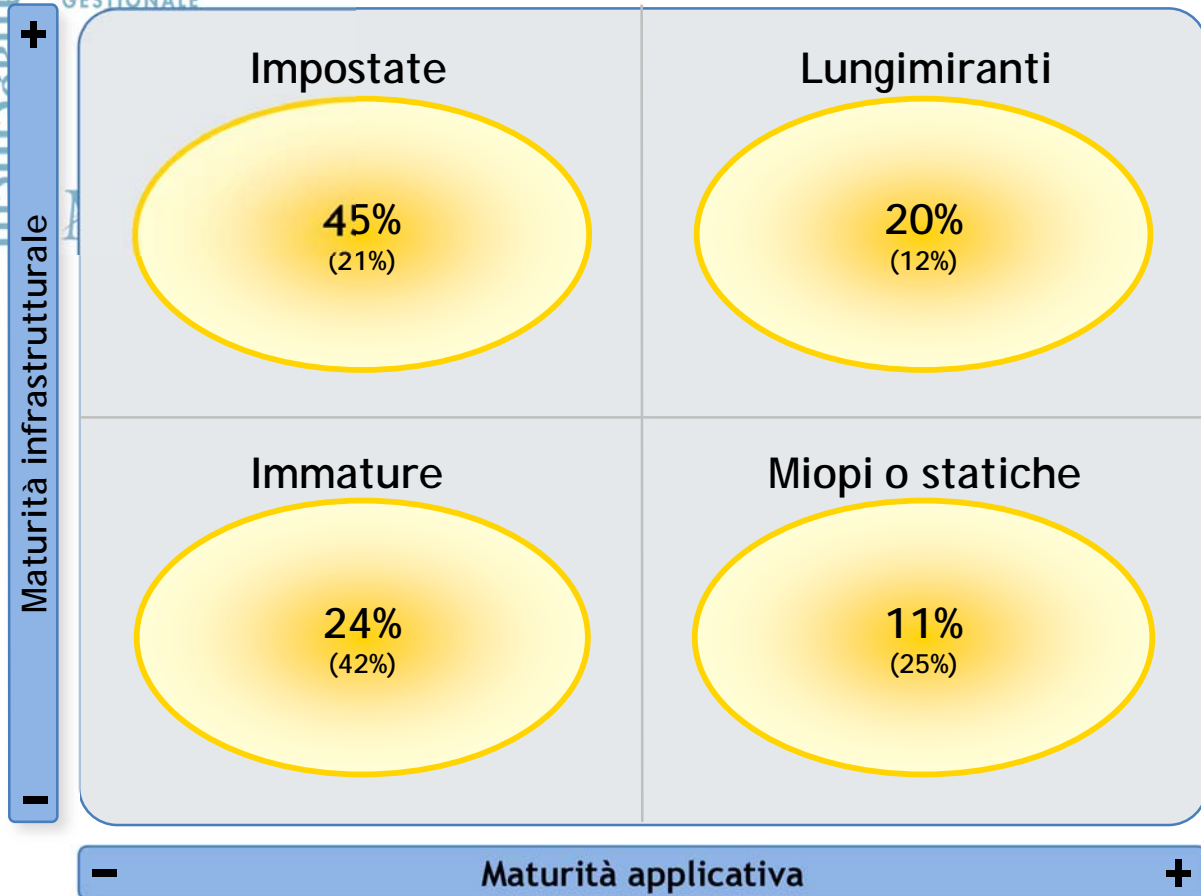 GESTIONALE
+
Maturità infrastrutturale
–
Impostate
45%
(21%)
Lungimiranti
20%
(12%)
Immature
24%
(42%)
Miopi o statiche
11%
(25%)
– Maturità applicativa +